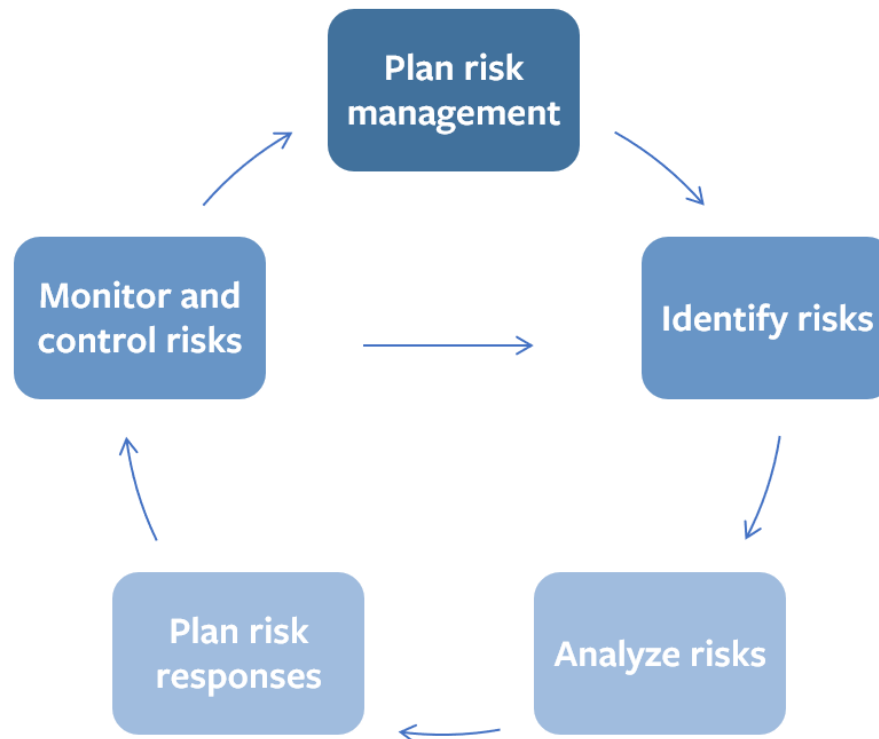 Plan risk
management
Monitor and
control risks
Identify risks
Plan risk
responses
Analyze risks